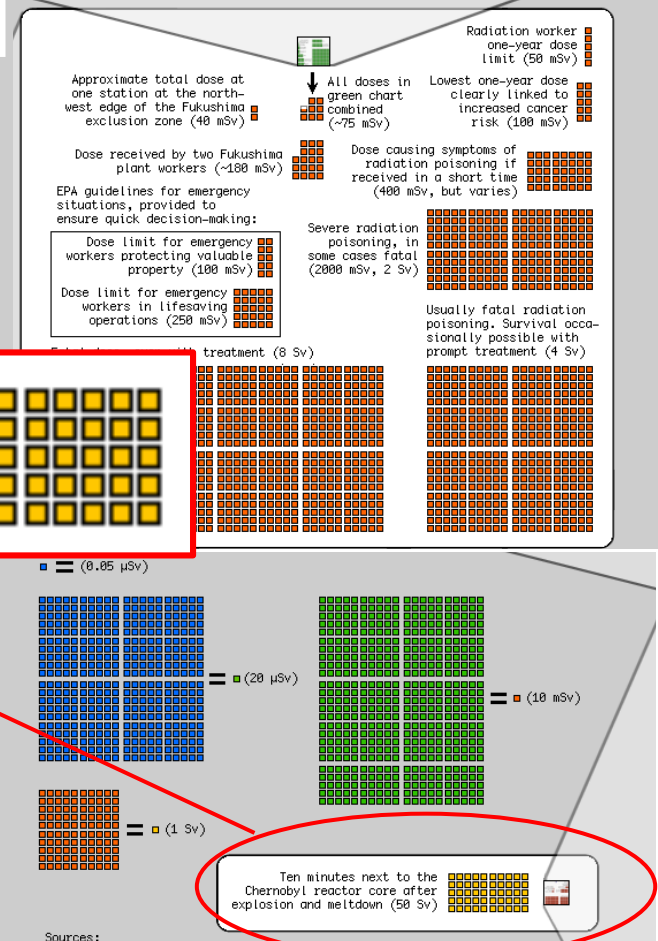 Radiation worker
one-year dose
limit (50 mSv)
Approximate total dose at
one station at the north-
west edge of the Fukushima
exclusion zone (40 mSv)
All doses in
green chart
combined
(~75 mSv)
Lowest one-year dose
clearly linked to
increased cancer
risk (100 mSv)
Dose received by two Fukushima
plant workers (~180 mSv)
Dose causing symptoms of
radiation poisoning if
received in a short time
(400 mSv, but varies)
EPA guidelines for emergency
situations, provided to
ensure quick decision-making:
Dose limit for emergency
workers protecting valuable
property (100 mSv)
Dose limit for emergency
workers in lifesaving
operations (250 mSv)
Severe radiation
poisoning, in
some cases fatal
(2000 mSv, 2 Sv)
Usually fatal radiation
poisoning. Survival occa-
sionally possible with
prompt treatment (4 Sv)
treatment (8 Sv)
= (0.05 μSv)
= (20 μSv)
= (10 mSv)
= (1 Sv)
Ten minutes next to the
Chernobyl reactor core after
explosion and meltdown (50 Sv)
Sources: